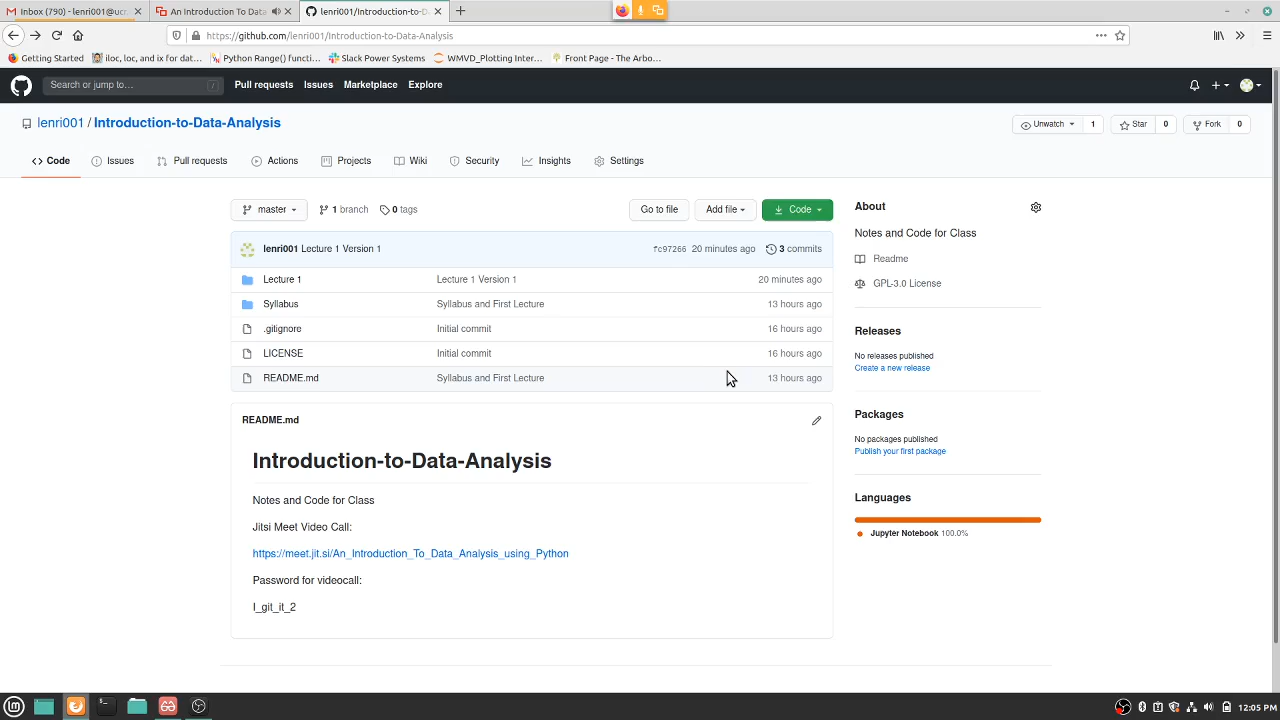 Inbox (790) - lenri001@ucr
An Introduction To Data
lenri001/Introduction-to-D
https://github.com/lenri001/Introduction-to-Data-Analysis
Getting Started
iloc, loc, and ix for dat...
Python Range() functi...
Slack Power Systems
WMVD_Plotting Inter...
Front Page - The Arbo...
Search or jump to...
/
Pull requests
Issues
Marketplace
Explore
lenri001 / Introduction-to-Data-Analysis
Unwatch 1
Star 0
Fork 0
Code
Issues
Pull requests
Actions
Projects
Wiki
Security
Insights
Settings
master
1 branch
0 tags
Go to file
Add file
Code
lenri001 Lecture 1 Version 1
fc97266 20 minutes ago
3 commits
Lecture 1 Lecture 1 Version 1 20 minutes ago
Syllabus Syllabus and First Lecture 13 hours ago
.gitignore Initial commit 16 hours ago
LICENSE Initial commit 16 hours ago
README.md Syllabus and First Lecture 13 hours ago
README.md
Introduction-to-Data-Analysis
Notes and Code for Class
Jitsi Meet Video Call:
https://meet.jit.si/An_Introduction_To_Data_Analysis_using_Python
Password for videocall:
I_git_it_2
About
Notes and Code for Class
Readme
GPL-3.0 License
Releases
No releases published
Create a new release
Packages
No packages published
Publish your first package
Languages
Jupyter Notebook 100.0%
12:05 PM